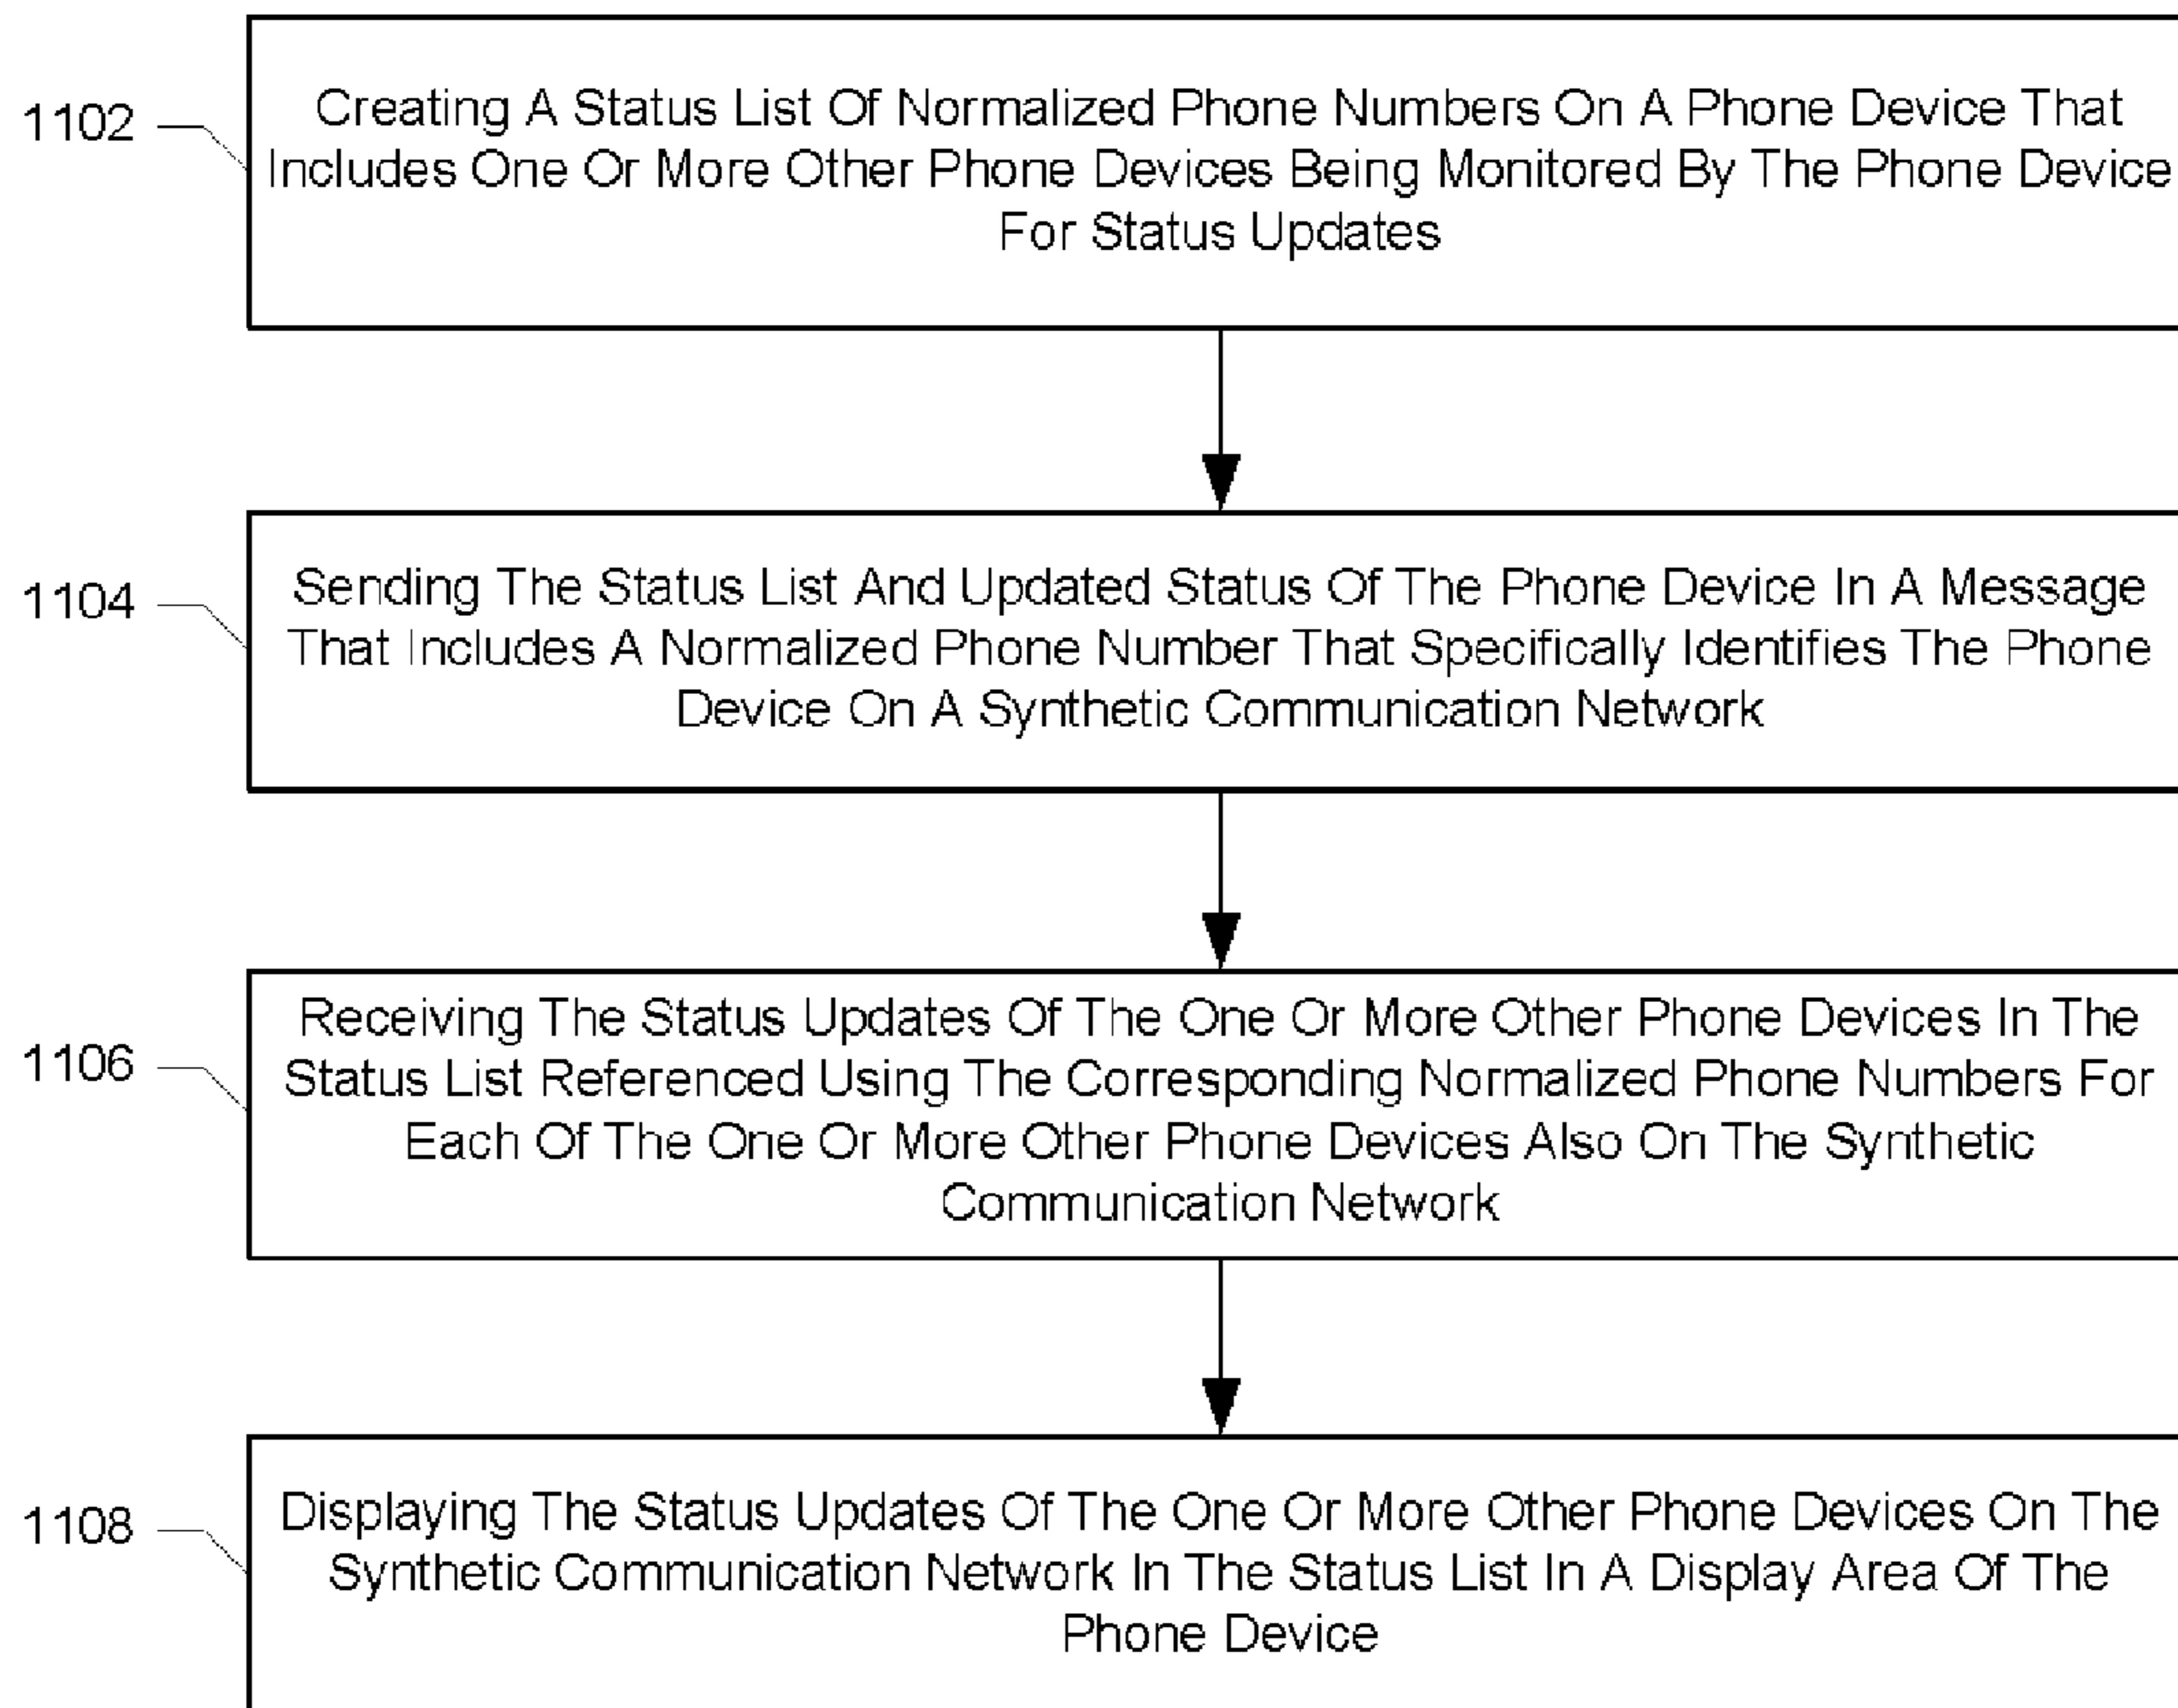 1102
Creating A Status List Of Normalized Phone Numbers On A Phone Device That
Includes One Or More Other Phone Devices Being Monitored By The Phone Device
For Status Updates
1104
Sending The Status List And Updated Status Of The Phone Device In A Message
That Includes A Normalized Phone Number That Specifically Identifies The Phone
Device On A Synthetic Communication Network
1106
Receiving The Status Updates Of The One Or More Other Phone Devices In The
Status List Referenced Using The Corresponding Normalized Phone Numbers For
Each Of The One Or More Other Phone Devices Also On The Synthetic
Communication Network
1108
Displaying The Status Updates Of The One Or More Other Phone Devices On The
Synthetic Communication Network In The Status List In A Display Area Of The
Phone Device